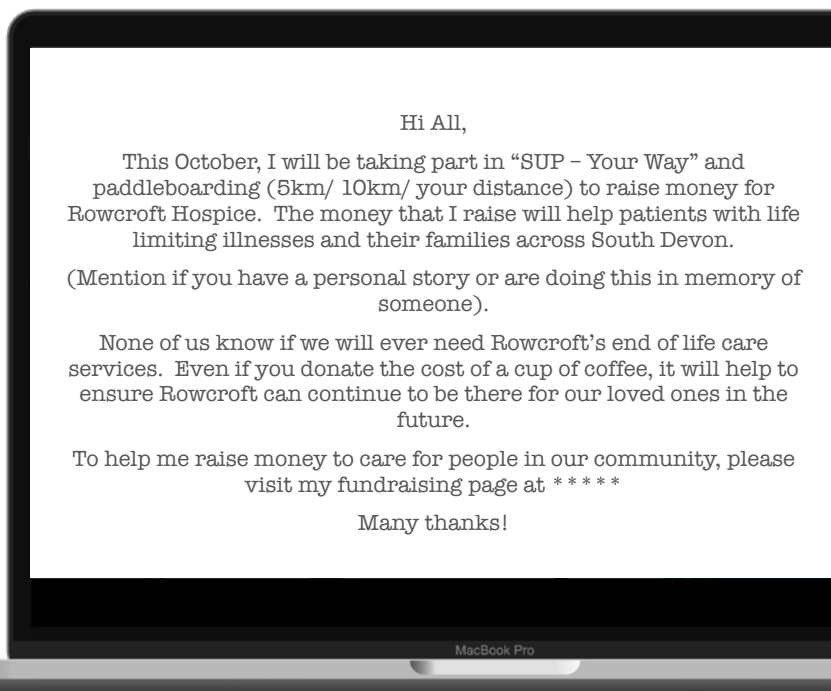 Hi All,
This October, I will be taking part in “SUP – Your Way” and
paddleboarding (5km/ 10km/ your distance) to raise money for
Rowcroft Hospice.  The money that I raise will help patients with life
limiting illnesses and their families across South Devon.
(Mention if you have a personal story or are doing this in memory of
someone).
None of us know if we will ever need Rowcroft’s end of life care
services.  Even if you donate the cost of a cup of coffee, it will help to
ensure Rowcroft can continue to be there for our loved ones in the
future.
To help me raise money to care for people in our community, please
visit my fundraising page at *****
Many thanks!
MacBook Pro